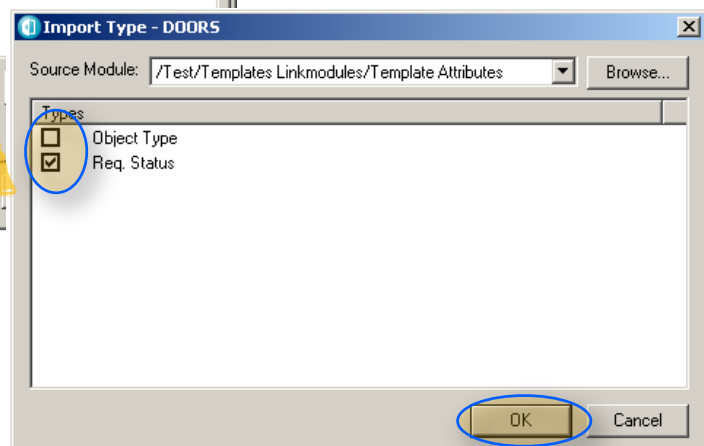 Import Type - DOORS
Source Module: /Test/Templates Linkmodules/Template Attributes Browse...
Types
Object Type
Req. Status
OK Cancel